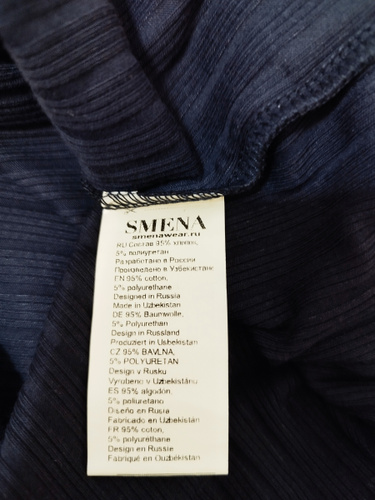 SMENA
smenawear.ru
RU Состав 95% хлопок,
5% полиуретан
Разработано в России
Произведено в Узбекистане
EN 95% cotton,
5% polyurethane
Designed in Russia
Made in Uzbekistan
DE 95% Baumwolle,
5% Polyurethan
Design in Russland
Produziert in Usbekistan
CZ 95% BAVLNA,
5% POLYURETAN
Design v Rusku
Vyrobeno v Uzbekistánu
ES 95% algodón,
5% poliuretano
Diseño en Rusia
Fabricado en Uzbekistán
FR 95% coton,
5% polyuréthane
Design en Russie
Fabriqué en Ouzbékistan